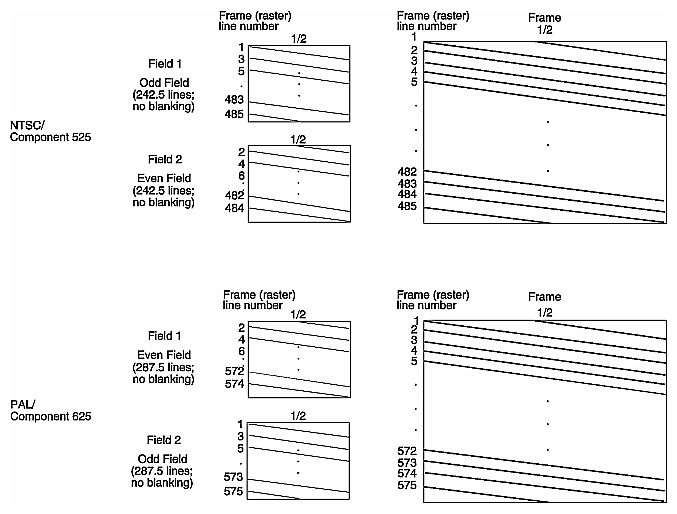 Frame (raster)
line number
1/2
1
3
5
483
485
Field 1
Odd Field
(242.5 lines;
no blanking)
NTSC/
Component 525
1/2
2
4
6
482
484
Field 2
Even Field
(242.5 lines;
no blanking)
Frame (raster)
line number
Frame
1/2
1
2
3
4
5
482
483
484
485
Frame (raster)
line number
1/2
2
4
6
572
574
Field 1
Even Field
(287.5 lines;
no blanking)
PAL/
Component 625
1/2
1
3
5
573
575
Field 2
Odd Field
(287.5 lines;
no blanking)
Frame (raster)
line number
Frame
1/2
1
2
3
4
5
572
573
574
575